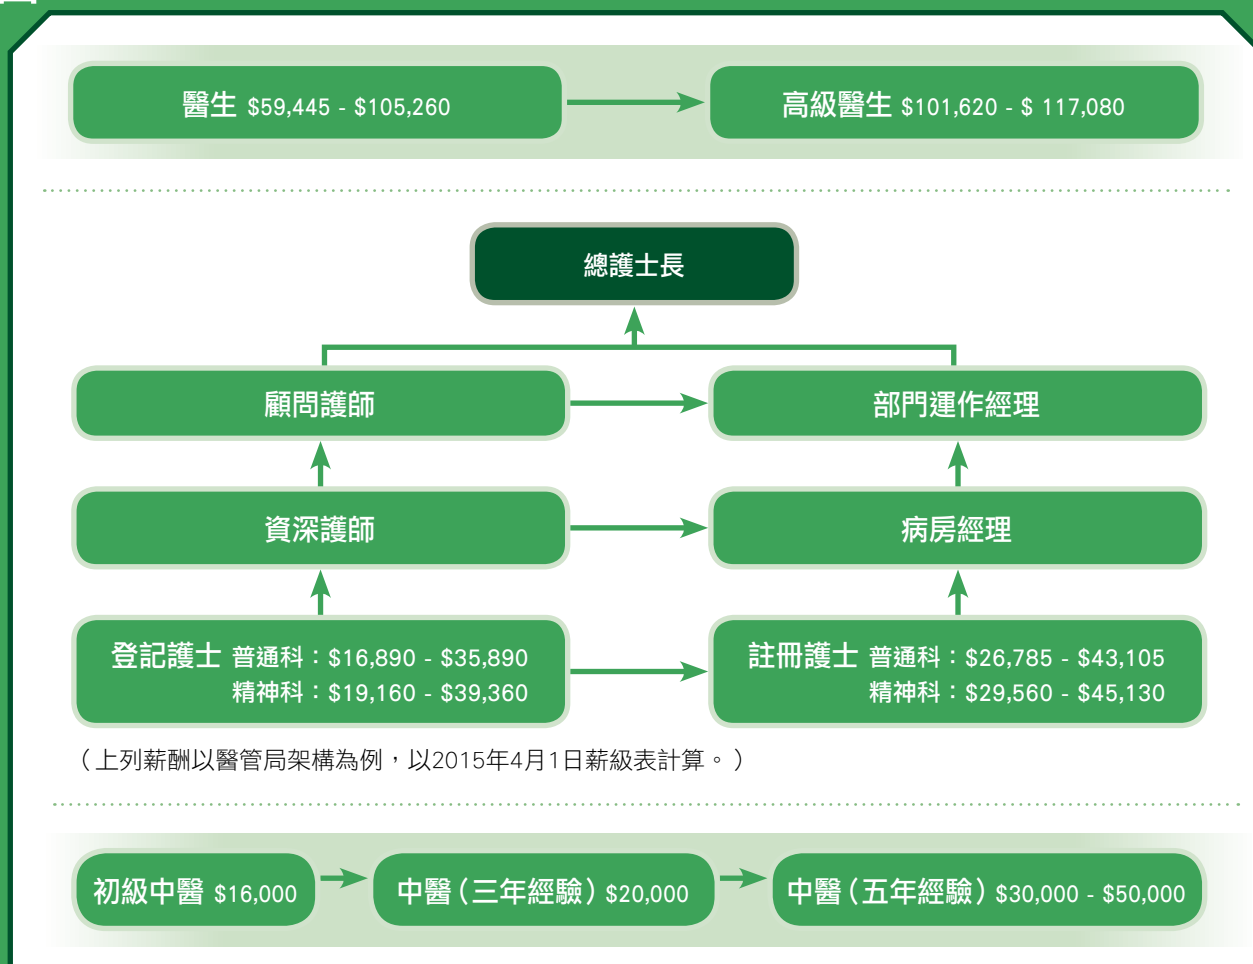 醫生 $59,445 - $105,260
高級醫生 $101,620 - $ 117,080
總護士長
顧問護師
部門運作經理
資深護師
病房經理
登記護士 普通科：$16,890 - $35,890
精神科：$19,160 - $39,360
註冊護士 普通科：$26,785 - $43,105
精神科：$29,560 - $45,130
（上列薪酬以醫管局架構為例，以2015年4月1日薪級表計算。）
初級中醫 $16,000
中醫（三年經驗）$20,000
中醫（五年經驗）$30,000 - $50,000